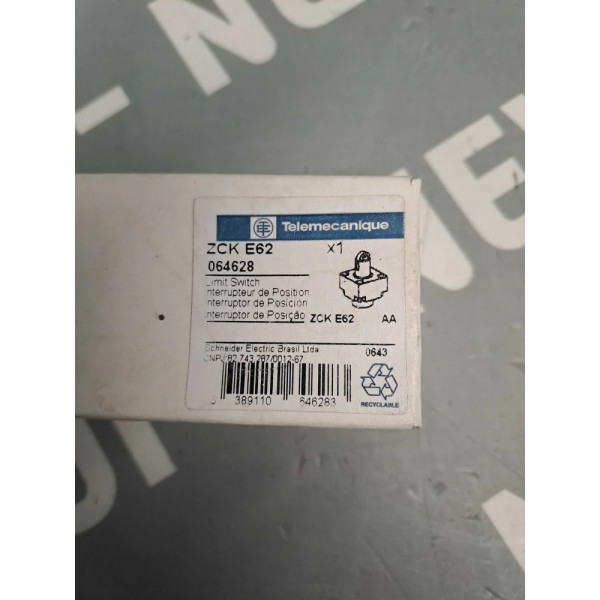 Telemecanique
ZCK E62 x1
064628
Limit Switch
Interrupteur de Position
Interruptor de Posición
Interruptor de Posição ZCK E62 AA
Schneider Electric Brasil Ltda 0643
CNPJ 82.743.287/0012-67
3 389110 646283
RECYCLABLE